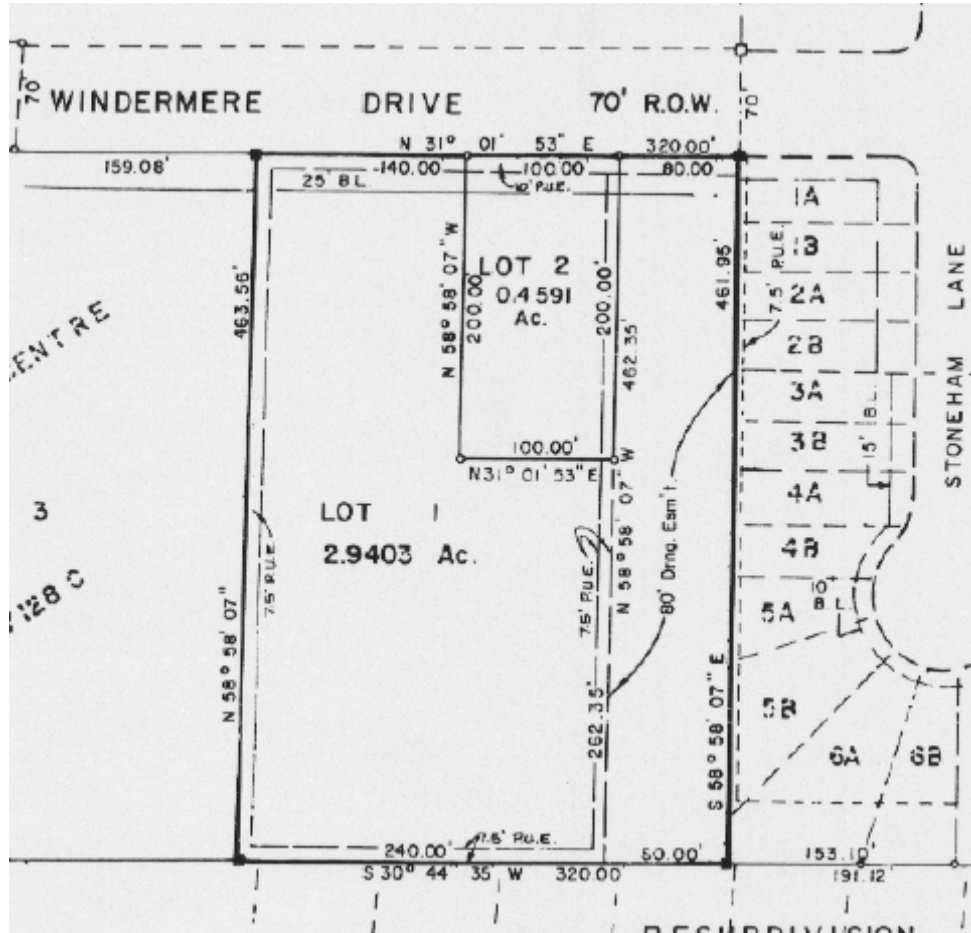 70'
WINDERMERE DRIVE 70' R.O.W.
70'
N 31° 01' 53" E 320.00'
159.08'
140.00 100.00 80.00
25' B.L.
10' P.U.E.
1A
1B
2A
2B
3A
3B
4A
4B
5A
5B
6A
6B
7.5' P.U.E.
15' B.L.
10' B.L.
STONEHAM LANE
463.56'
N 58° 58' 07" W
200.00
LOT 2
0.4591
Ac.
200.00'
462.35'
461.95'
100.00'
N 31° 01' 53" E
N 58° 58' 07" W
80' Drng. Esm't.
CENTRE
3
128 C
LOT 1
2.9403 Ac.
7.5' P.U.E.
7.5' P.U.E.
N 58° 58' 07"
262.35'
S 58° 58' 07" E
7.5' P.U.E.
240.00'
S 30° 44' 35" W 320.00'
153.10'
191.12
RESUBDIVISION